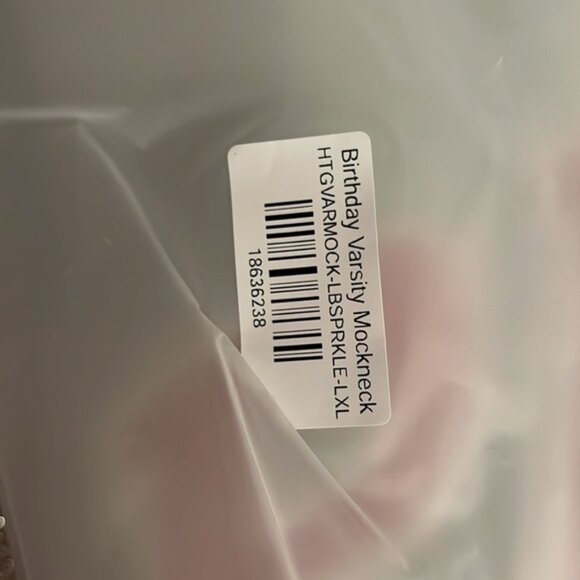 Birthday Varsity Mockneck
HTGVARMOCK-LBSPRKLE-LXL
18636238